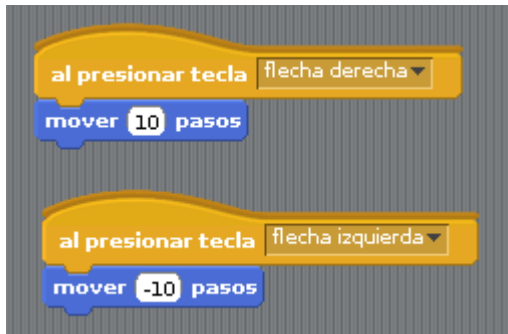 al presionar tecla flecha derecha
mover 10 pasos
al presionar tecla flecha izquierda
mover -10 pasos